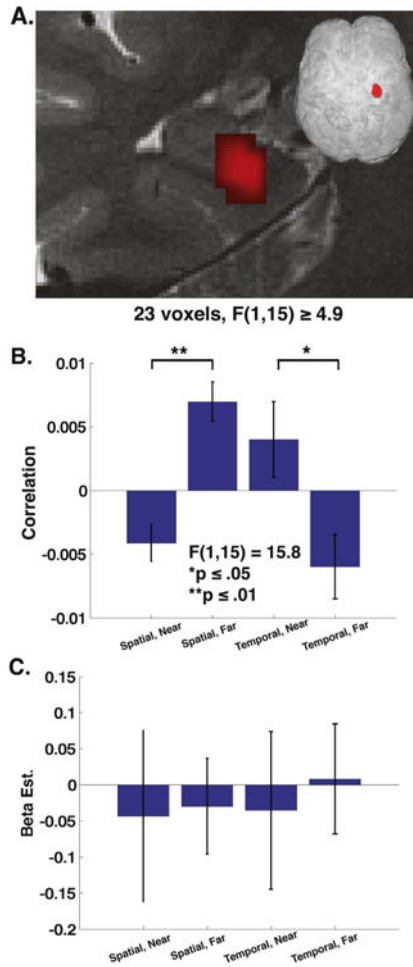 A.
23 voxels, F(1,15) ≥ 4.9
B.
** *
0.01
0.005
0
-0.005
-0.01
Correlation
F(1,15) = 15.8
*p ≤ .05
**p ≤ .01
Spatial, Near Spatial, Far Temporal, Near Temporal, Far
C.
0.15
0.1
0.05
0
-0.05
-0.1
-0.15
-0.2
Beta Est.
Spatial, Near Spatial, Far Temporal, Near Temporal, Far